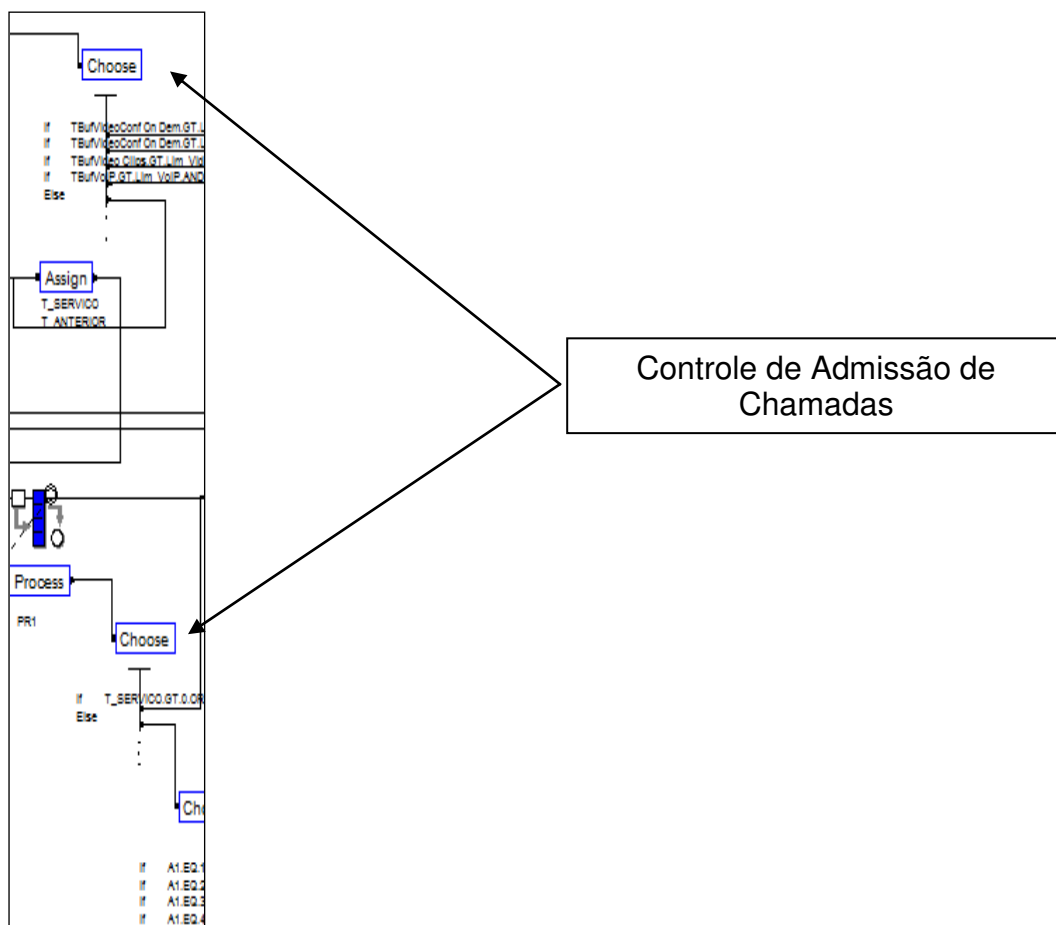 Choose
If TBufVideoConf On Dem.GT.L
If TBufVideoConf On Dem.GT.L
If TBufVideo Clips.GT.Lim_Vid
If TBufVoIP.GT.Lim_VoIP.AND
Else
Assign
T_SERVICO
T_ANTERIOR
Controle de Admissão de
Chamadas
Process
PR1
Choose
If T_SERVICO.GT.0.OR
Else
Cho
If A1.EQ.1
If A1.EQ.2
If A1.EQ.3
If A1.EQ.4